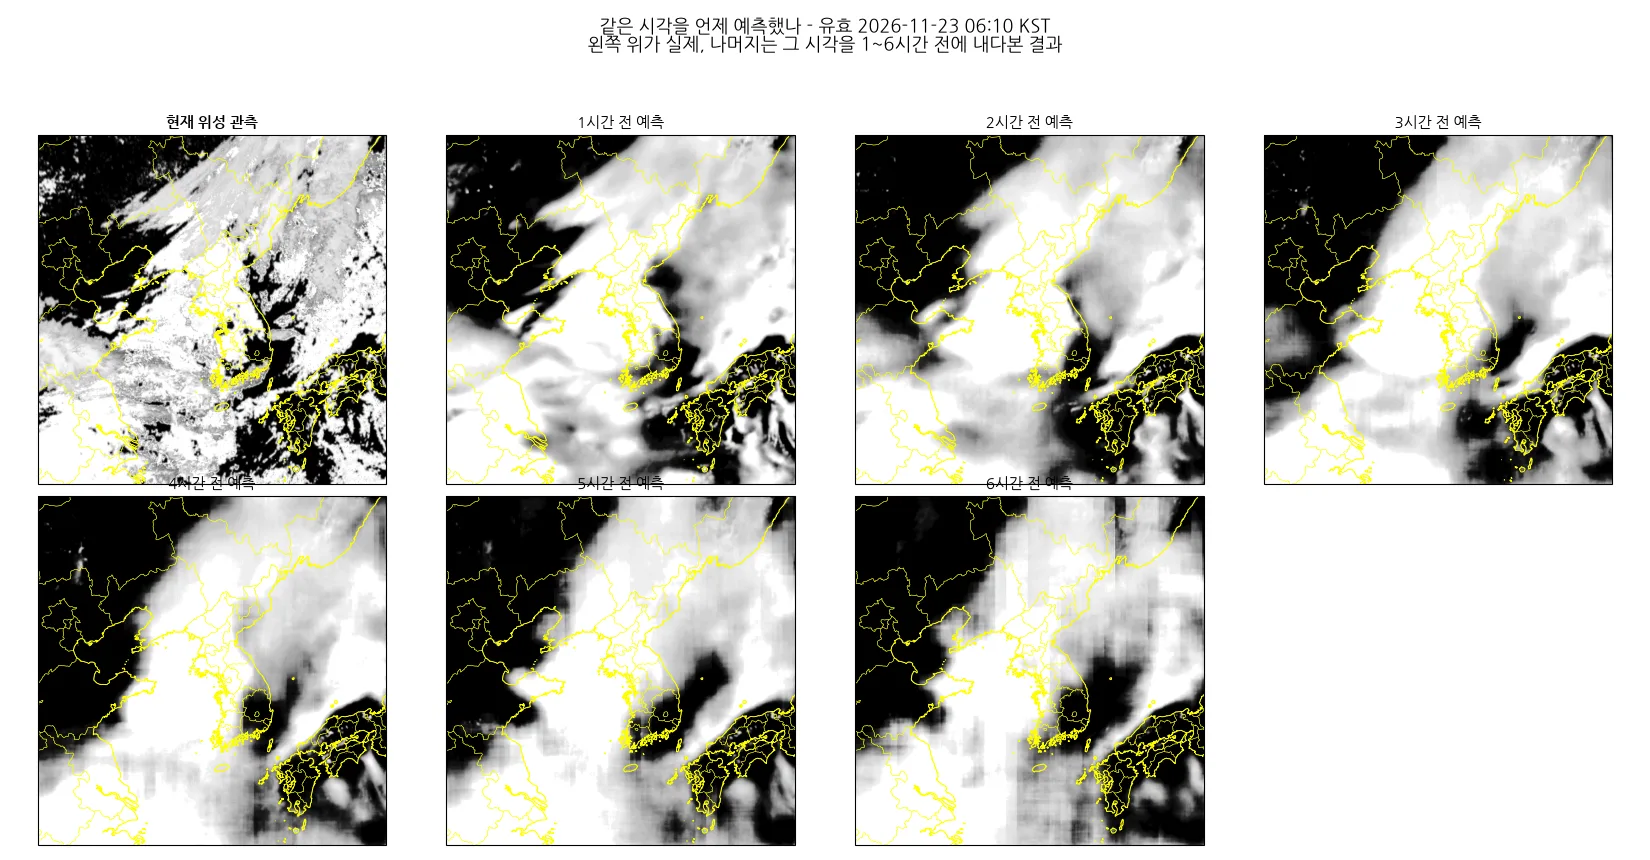 같은 시각을 언제 예측했나 - 유효 2026-11-23 06:10 KST
왼쪽 위가 실제, 나머지는 그 시각을 1~6시간 전에 내다본 결과
현재 위성 관측
1시간 전 예측
2시간 전 예측
3시간 전 예측
4시간 전 예측
5시간 전 예측
6시간 전 예측